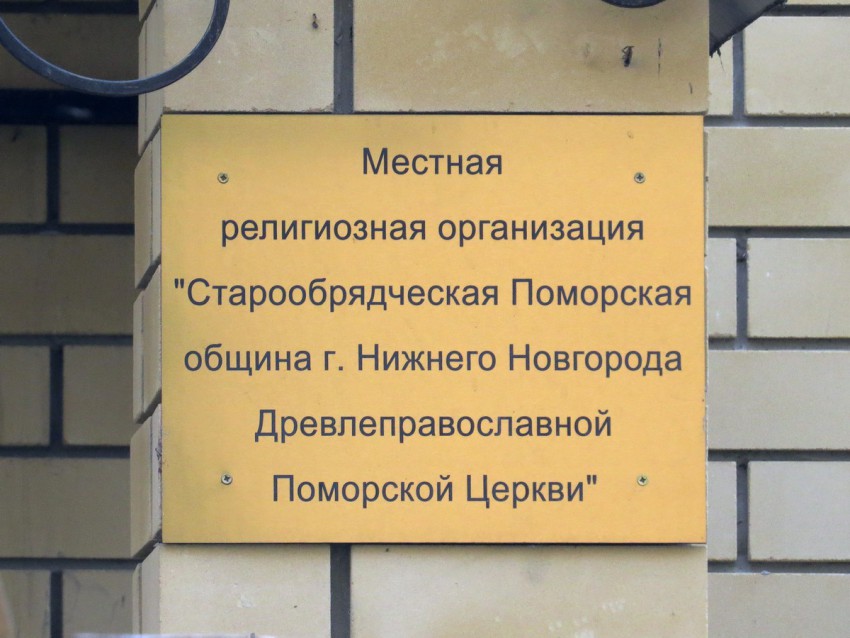 Местная
религиозная организация
"Старообрядческая Поморская
община г. Нижнего Новгорода
Древлеправославной
Поморской Церкви"